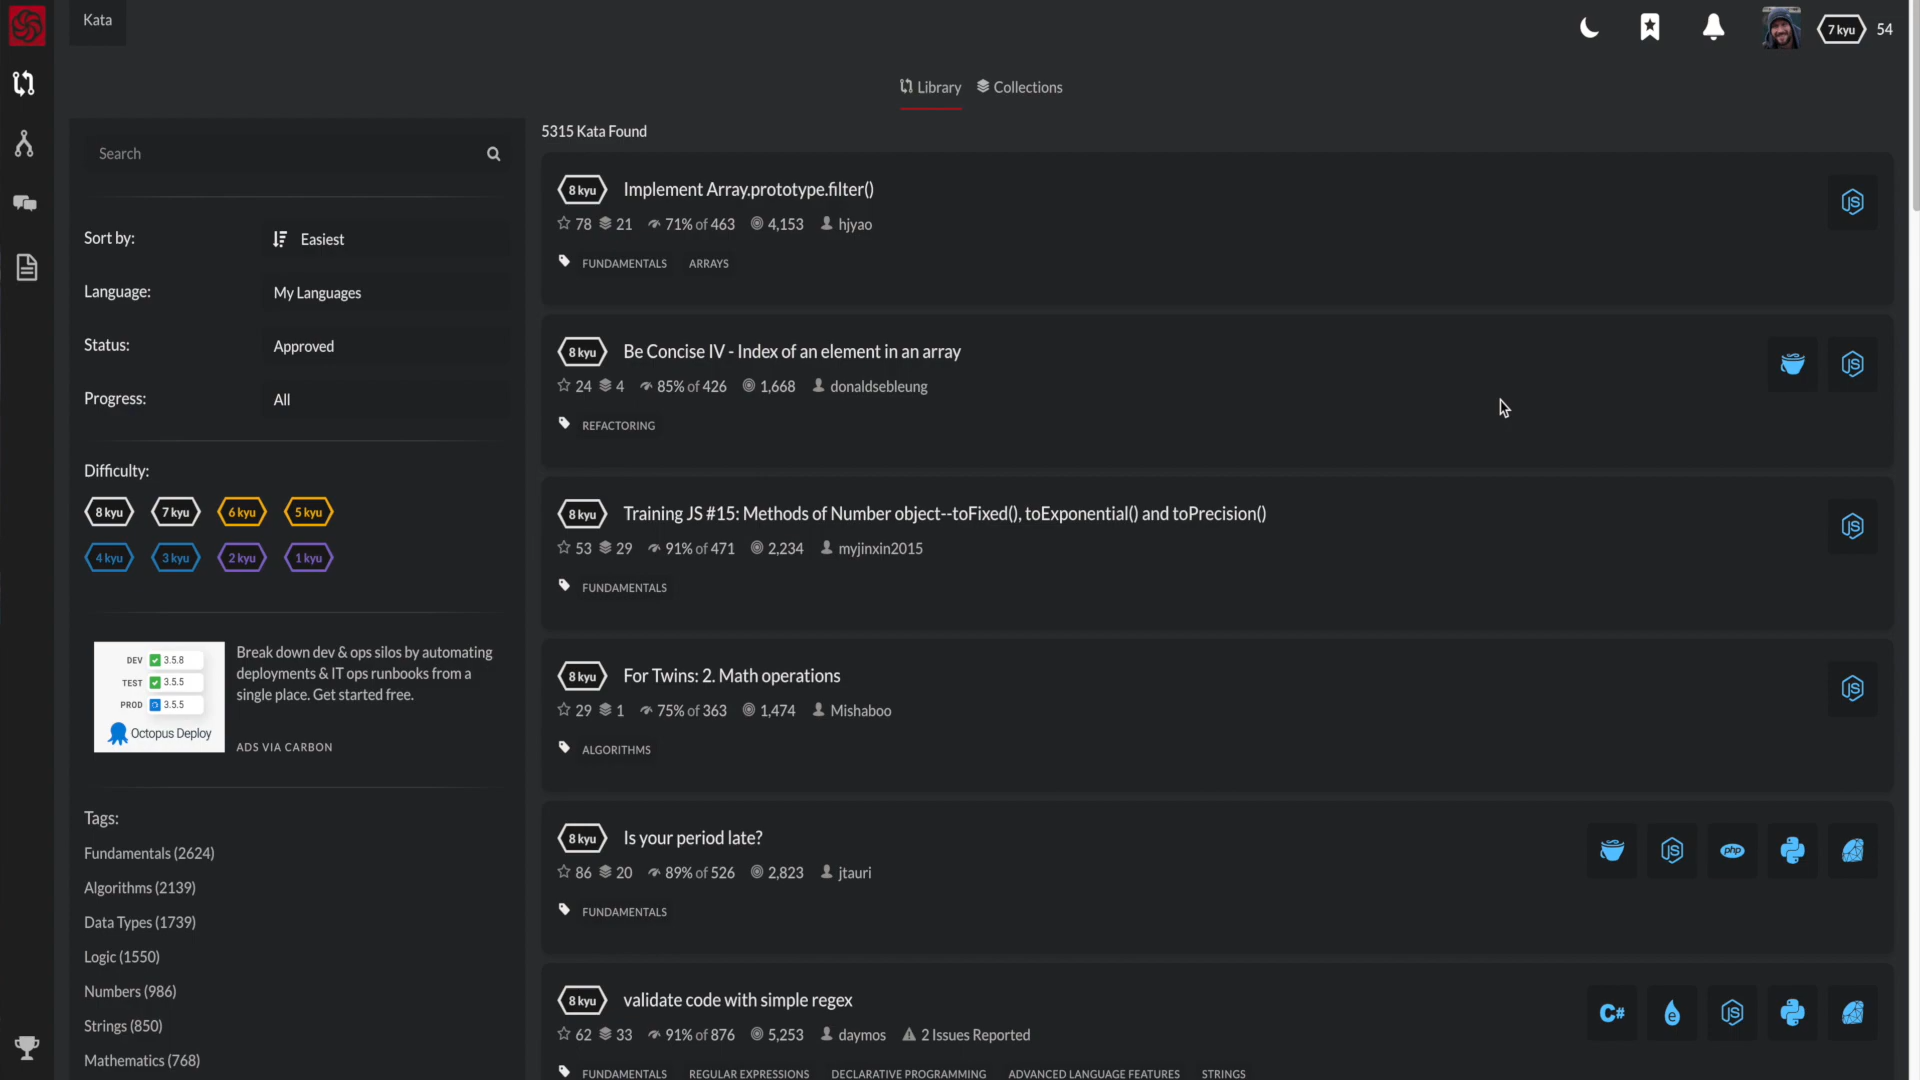 Kata
7 kyu 54
Library Collections
Search
Sort by: Easiest
Language: My Languages
Status: Approved
Progress: All
Difficulty:
8 kyu 7 kyu 6 kyu 5 kyu
4 kyu 3 kyu 2 kyu 1 kyu
DEV 3.5.8
TEST 3.5.5
PROD 3.5.5
Octopus Deploy
Break down dev & ops silos by automating
deployments & IT ops runbooks from a
single place. Get started free.
ADS VIA CARBON
Tags:
Fundamentals (2624)
Algorithms (2139)
Data Types (1739)
Logic (1550)
Numbers (986)
Strings (850)
Mathematics (768)
5315 Kata Found
8 kyu Implement Array.prototype.filter()
78 21 71% of 463 4,153 hjyao
FUNDAMENTALS ARRAYS
JS
8 kyu Be Concise IV - Index of an element in an array
24 4 85% of 426 1,668 donaldsebleung
REFACTORING
JS
8 kyu Training JS #15: Methods of Number object--toFixed(), toExponential() and toPrecision()
53 29 91% of 471 2,234 myjinxin2015
FUNDAMENTALS
JS
8 kyu For Twins: 2. Math operations
29 1 75% of 363 1,474 Mishaboo
ALGORITHMS
JS
8 kyu Is your period late?
86 20 89% of 526 2,823 jtauri
FUNDAMENTALS
JS php
8 kyu validate code with simple regex
62 33 91% of 876 5,253 daymos 2 Issues Reported
FUNDAMENTALS REGULAR EXPRESSIONS DECLARATIVE PROGRAMMING ADVANCED LANGUAGE FEATURES STRINGS
C# e JS